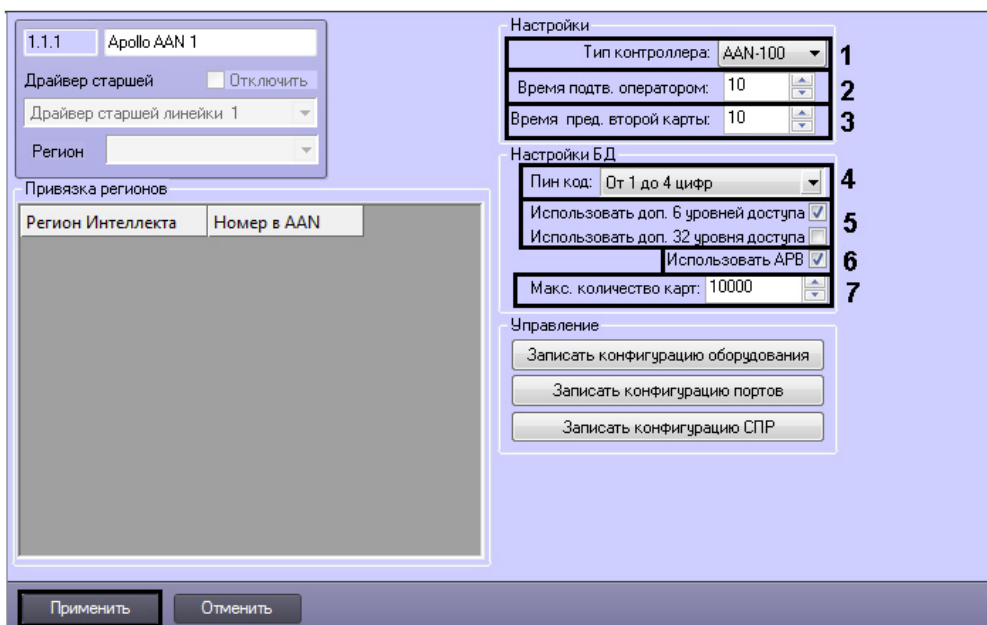 1.1.1 Apollo AAN 1
Драйвер старшей Отключить
Драйвер старшей линейки 1
Регион
Привязка регионов
Регион Интеллекта Номер в AAN
Настройки
Тип контроллера: AAN-100 1
Время подтв. оператором: 10 2
Время пред. второй карты: 10 3
Настройки БД
Пин код: От 1 до 4 цифр 4
Использовать доп. 6 уровней доступа
5
Использовать доп. 32 уровня доступа
Использовать АРВ 6
Макс. количество карт: 10000 7
Управление
Записать конфигурацию оборудования
Записать конфигурацию портов
Записать конфигурацию СПР
Применить Отменить